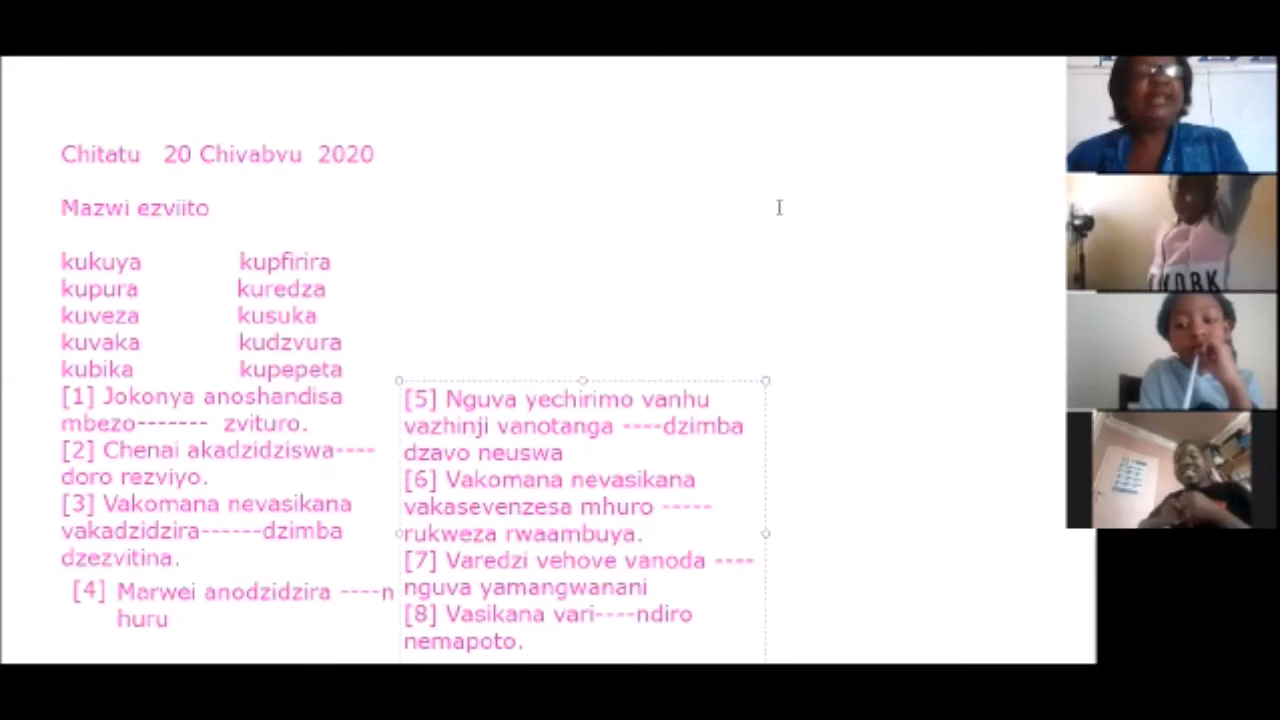 Chitatu 20 Chivabvu 2020
Mazwi ezviito
kukuya kupfirira
kupura kuredza
kuveza kusuka
kuvaka kudzvura
kubika kupepeta
[1] Jokonya anoshandisa
mbezo------- zvituro.
[2] Chenai akadzidziswa----
doro rezviyo.
[3] Vakomana nevasikana
vakadzidzira------dzimba
dzezvitina.
[4] Marwei anodzidzira ----n
huru
[5] Nguva yechirimo vanhu
vazhinji vanotanga ----dzimba
dzavo neuswa
[6] Vakomana nevasikana
vakasevenzesa mhuro -----
rukweza rwaambuya.
[7] Varedzi vehove vanoda ----
nguva yamangwanani
[8] Vasikana vari----ndiro
nemapoto.